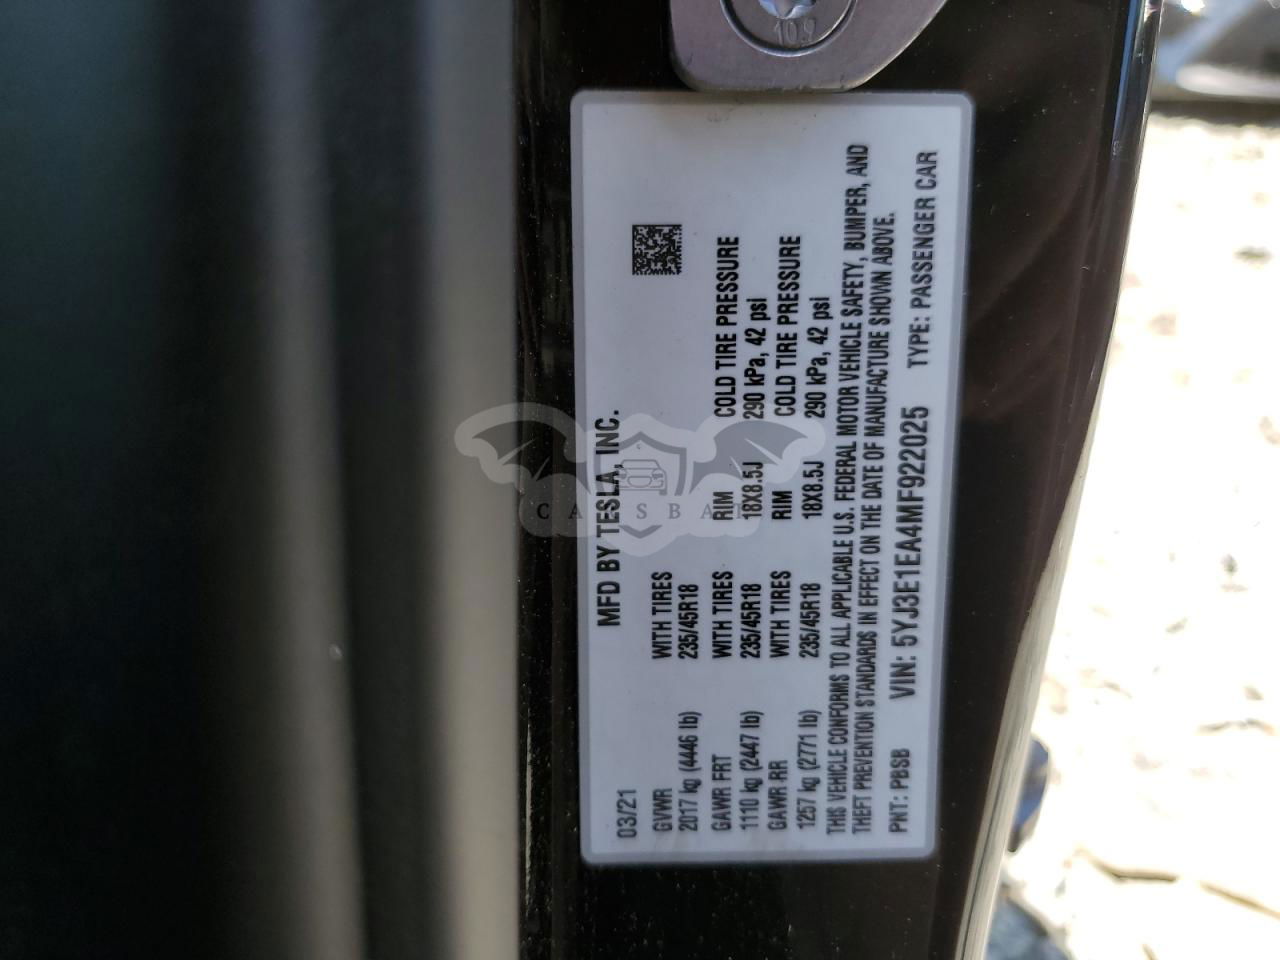 10.9
MFD BY TESLA, INC.
03/21
GVWR WITH TIRES
2017 kg (4446 lb) 235/45R18
GAWR FRT WITH TIRES RIM COLD TIRE PRESSURE
1110 kg (2447 lb) 235/45R18 18X8.5J 290 kPa, 42 psi
GAWR RR WITH TIRES RIM COLD TIRE PRESSURE
1257 kg (2771 lb) 235/45R18 18X8.5J 290 kPa, 42 psi
THIS VEHICLE CONFORMS TO ALL APPLICABLE U.S. FEDERAL MOTOR VEHICLE SAFETY, BUMPER, AND
THEFT PREVENTION STANDARDS IN EFFECT ON THE DATE OF MANUFACTURE SHOWN ABOVE.
PNT: PBSB VIN: 5YJ3E1EA4MF922025 TYPE: PASSENGER CAR
CARSBAT